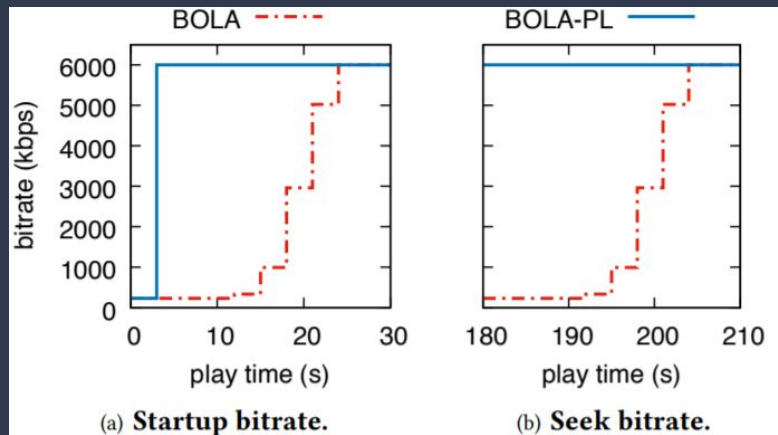 BOLA
BOLA-PL
bitrate (kbps)
6000
5000
4000
3000
2000
1000
0
0 10 20 30
play time (s)
(a) Startup bitrate.
180 190 200 210
play time (s)
(b) Seek bitrate.